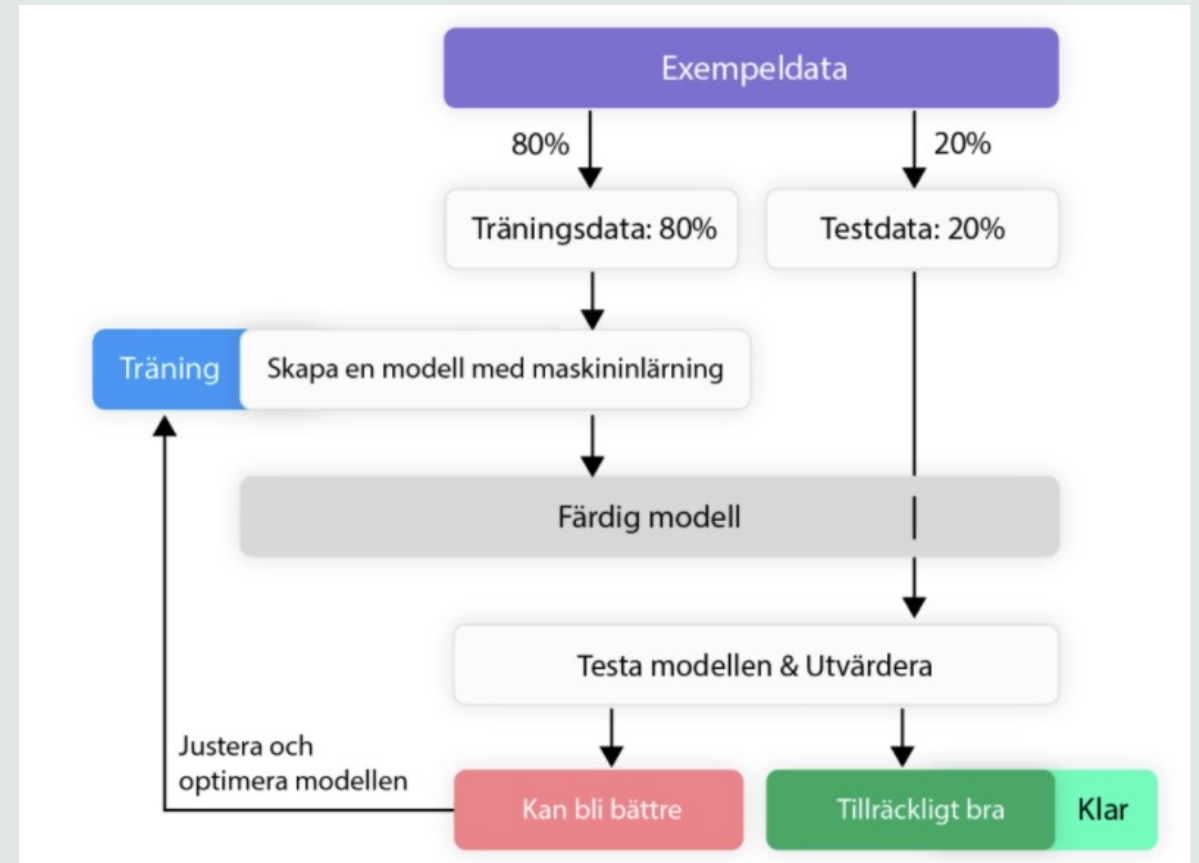 Exempeldata
80%
20%
Träningsdata: 80%
Testdata: 20%
Träning
Skapa en modell med maskininlärning
Färdig modell
Testa modellen & Utvärdera
Justera och
optimera modellen
Kan bli bättre
Tillräckligt bra
Klar